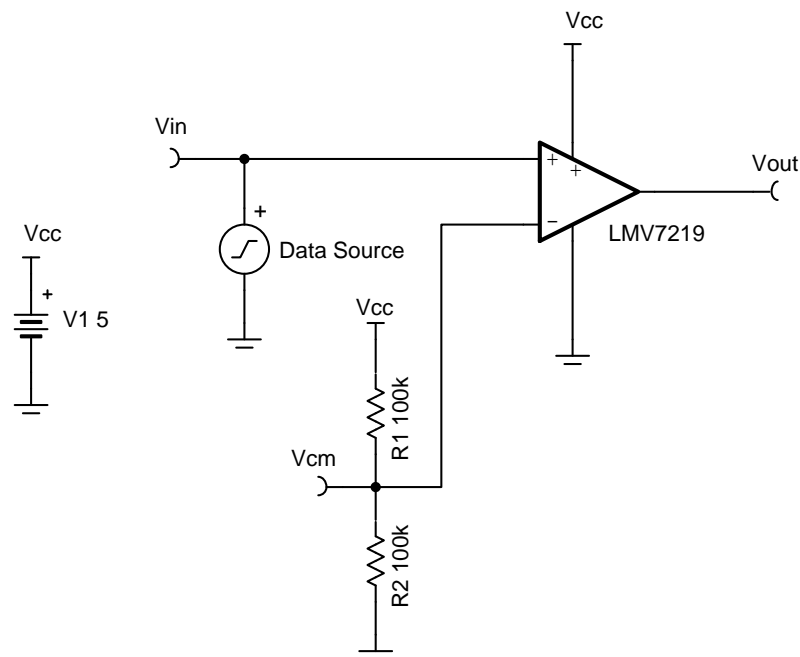 Vcc
Vin
Vout
+
+
+
−
LMV7219
Vcc
+
Data Source
+
V1 5
Vcc
R1 100k
Vcm
R2 100k